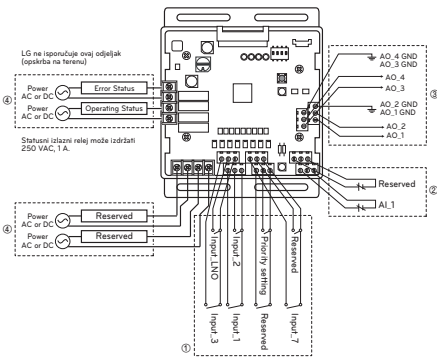 LG ne isporučuje ovaj odjeljak
(opskrba na terenu)
④
Power
AC or DC
Error Status
Power
AC or DC
Operating Status
Statusni izlazni relej može izdržati
250 VAC, 1 A.
④
Power
AC or DC
Reserved
Power
AC or DC
Reserved
AO_4 GND
AO_3 GND
AO_4
AO_3
AO_2 GND
AO_1 GND
AO_2
AO_1
③
Reserved
AI_1
②
Input_LNO
Input_2
Priority setting
Reserved
Input_3
Input_1
Reserved
Input_7
①